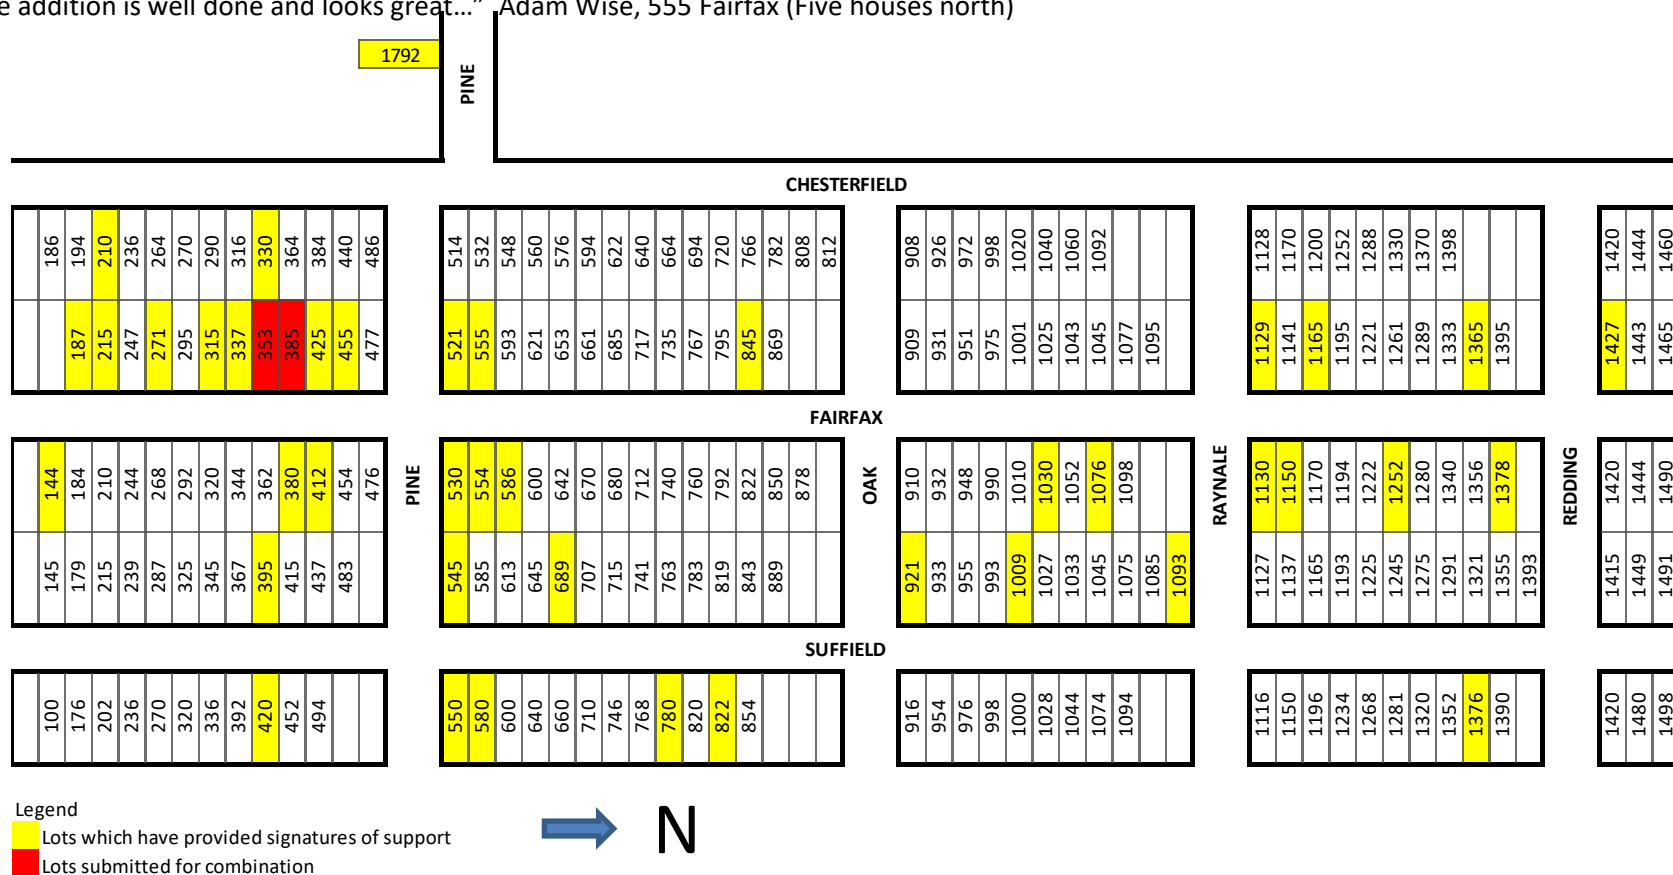 e addition is well done and looks great…” Adam Wise, 555 Fairfax (Five houses north)
1792
PINE
CHESTERFIELD
186 194 210 236 264 270 290 316 330 364 384 440 486 514 532 548 560 576 594 622 640 664 694 720 766 782 808 812 908 926 972 998 1020 1040 1060 1092 1128 1170 1200 1252 1288 1330 1370 1398 1420 1444 1460
187 215 247 271 295 315 337 353 385 425 455 477 521 555 593 621 653 661 685 717 735 767 795 845 869 909 931 951 975 1001 1025 1043 1045 1077 1095 1129 1141 1165 1195 1221 1261 1289 1333 1365 1395 1427 1443 1465
FAIRFAX
144 184 210 244 268 292 320 344 362 380 412 454 476 PINE 530 554 586 600 642 670 680 712 740 760 792 822 850 878 OAK 910 932 948 990 1010 1030 1052 1076 1098 RAYNALE 1130 1150 1170 1194 1222 1252 1280 1340 1356 1378 REDDING 1420 1444 1490
145 179 215 239 287 325 345 367 395 415 437 483 545 585 613 645 689 707 715 741 763 783 819 843 889 921 933 955 993 1009 1027 1033 1045 1075 1085 1093 1127 1137 1165 1193 1225 1245 1275 1291 1321 1355 1393 1415 1449 1491
SUFFIELD
100 176 202 236 270 320 336 392 420 452 494 550 580 600 640 660 710 746 768 780 820 822 854 916 954 976 998 1000 1028 1044 1074 1094 1116 1150 1196 1234 1268 1281 1320 1352 1376 1390 1420 1480 1498
Legend
Lots which have provided signatures of support
Lots submitted for combination
N